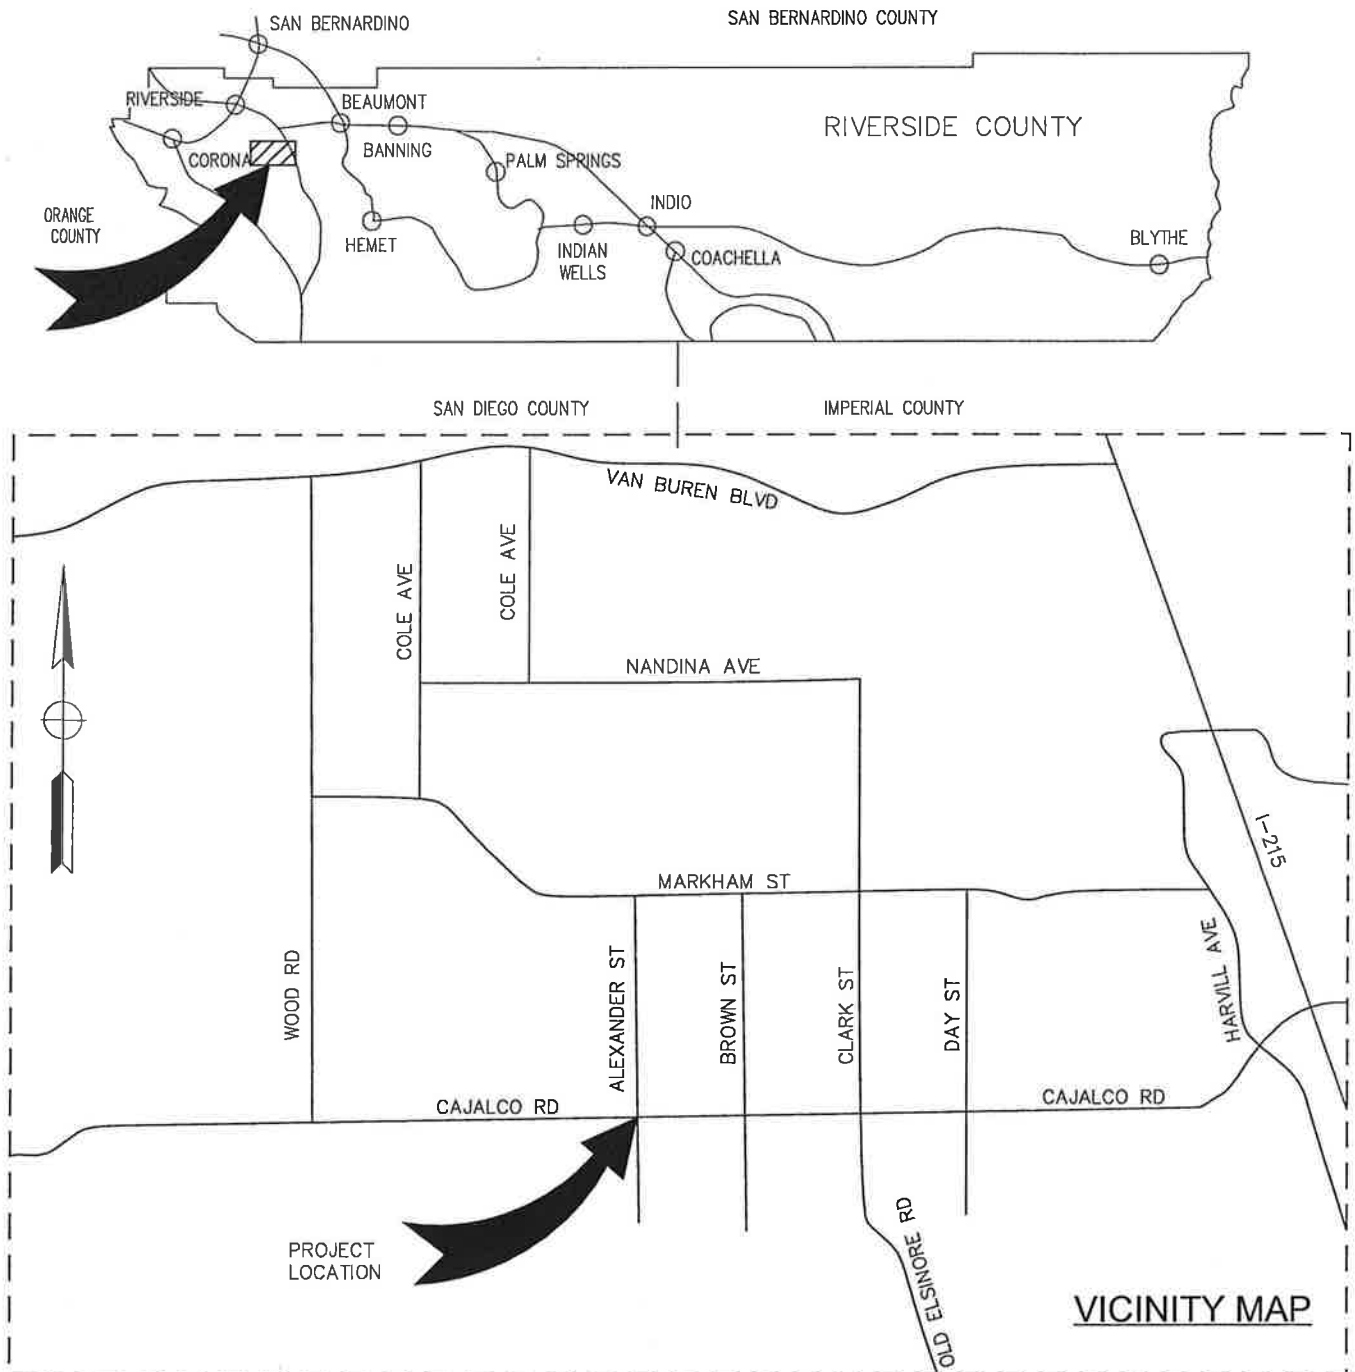 SAN BERNARDINO
SAN BERNARDINO COUNTY
RIVERSIDE
BEAUMONT
RIVERSIDE COUNTY
CORONA
BANNING
PALM SPRINGS
ORANGE
COUNTY
HEMET
INDIAN
WELLS
INDIO
COACHELLA
BLYTHE
SAN DIEGO COUNTY
IMPERIAL COUNTY
VAN BUREN BLVD
COLE AVE
COLE AVE
NANDINA AVE
I-215
MARKHAM ST
WOOD RD
ALEXANDER ST
BROWN ST
CLARK ST
DAY ST
HARVILL AVE
CAJALCO RD
CAJALCO RD
PROJECT
LOCATION
OLD ELSINORE RD
VICINITY MAP